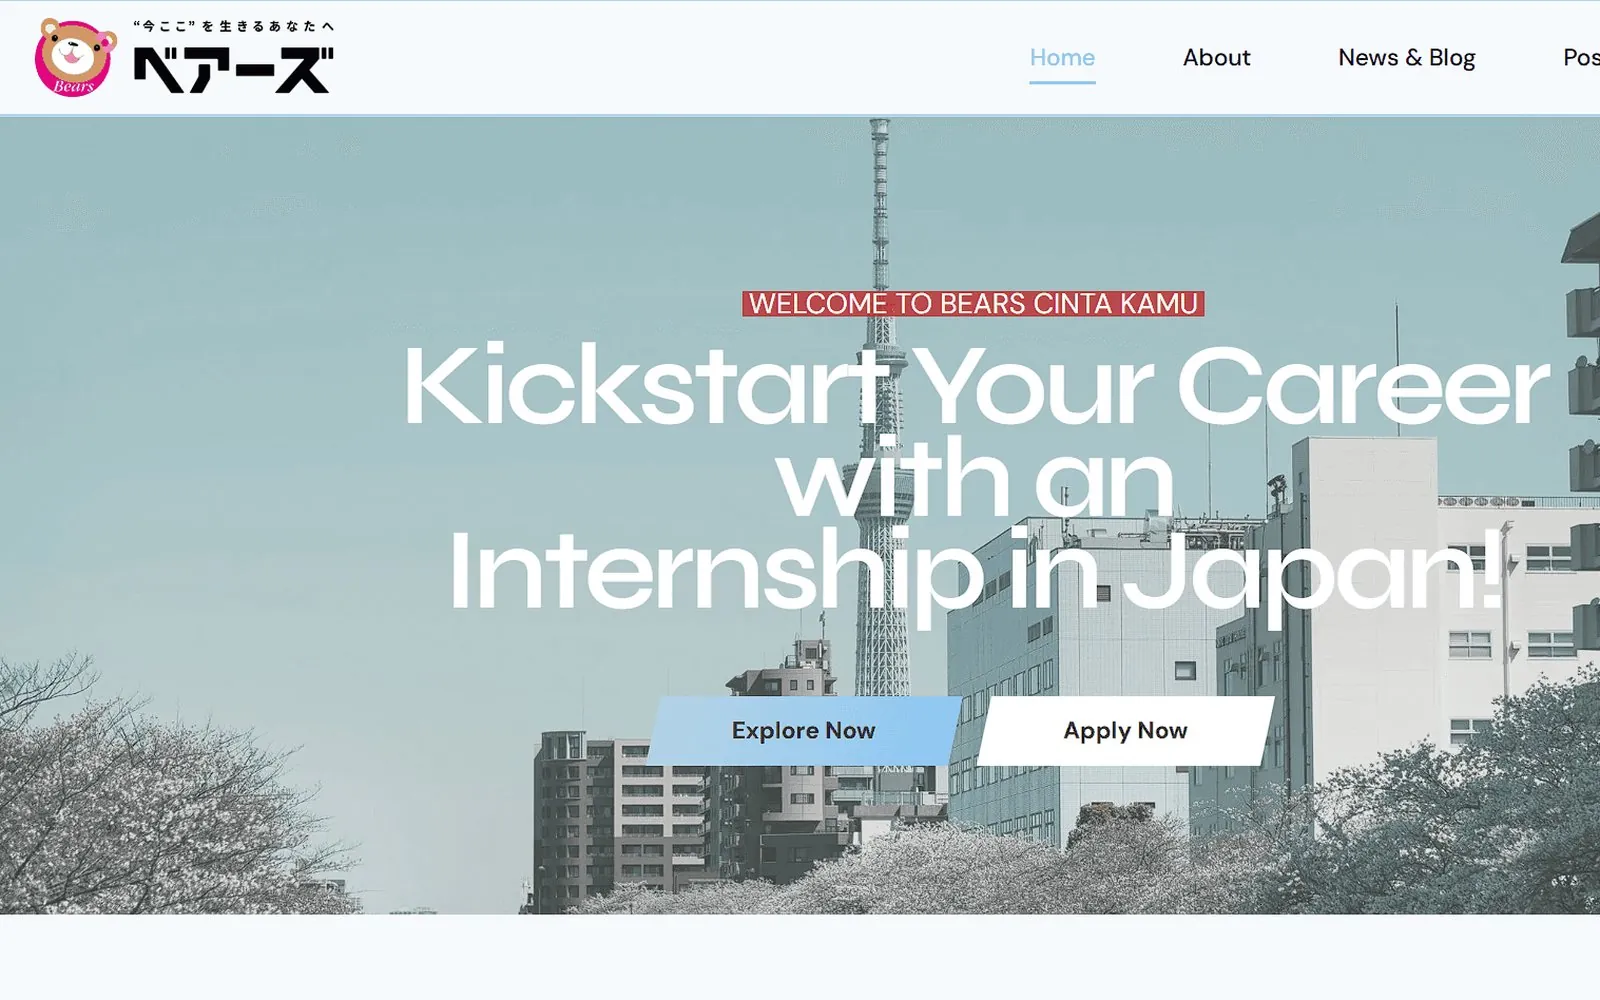 “今ここ” を生きるあなたへ
ベアーズ
Bears
Home
About
News & Blog
Pos
WELCOME TO BEARS CINTA KAMU
Kickstart Your Career
with an
Internship in Japan!
Explore Now
Apply Now